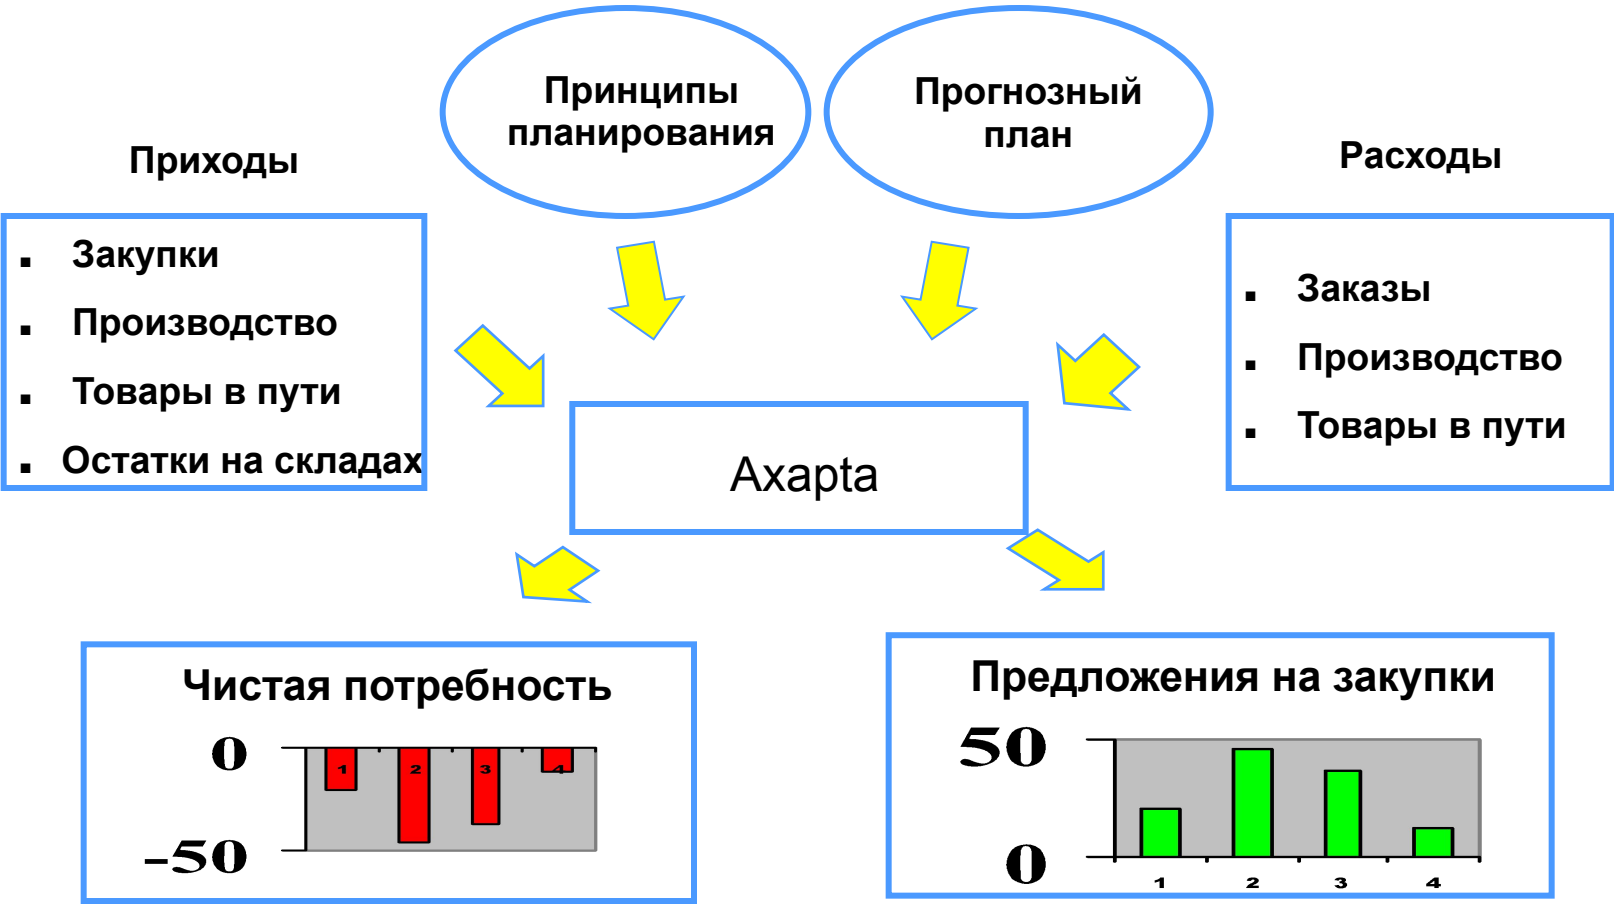 Принципы
планирования
Прогнозный
план
Приходы
Расходы
▪ Закупки
▪ Производство
▪ Товары в пути
▪ Остатки на складах
▪ Заказы
▪ Производство
▪ Товары в пути
Axapta
Чистая потребность
0
-50
1 2 3 4
Предложения на закупки
50
0
1 2 3 4